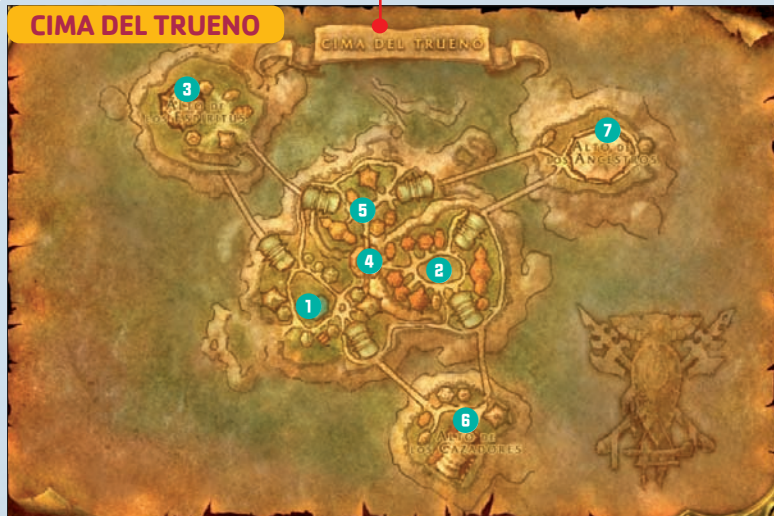 CIMA DEL TRUENO
CIMA DEL TRUENO
3
ALTO DE
LOS ESPÍRITUS
7
ALTO DE
LOS ANCESTROS
5
4
2
1
6
ALTO DE
LOS CAZADORES